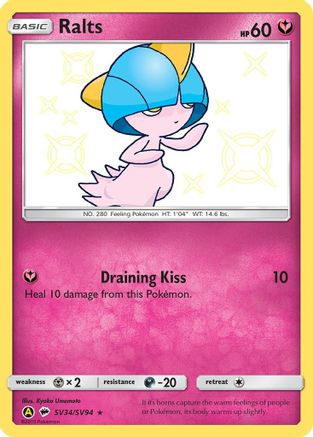 BASIC Ralts HP60
NO. 280 Feeling Pokémon HT: 1'04" WT: 14.6 lbs.
Draining Kiss 10
Heal 10 damage from this Pokémon.
weakness ×2 resistance -20 retreat
Illus. Kyoko Umemoto
If its horns capture the warm feelings of people
or Pokémon, its body warms up slightly.
A SV34/SV94 ★
©2019 Pokémon